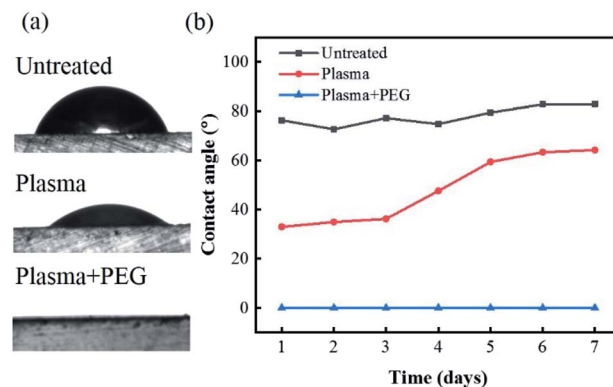 (a)
Untreated
Plasma
Plasma+PEG
(b)
100
80
60
40
20
0
Contact angle (°)
Untreated
Plasma
Plasma+PEG
1 2 3 4 5 6 7
Time (days)